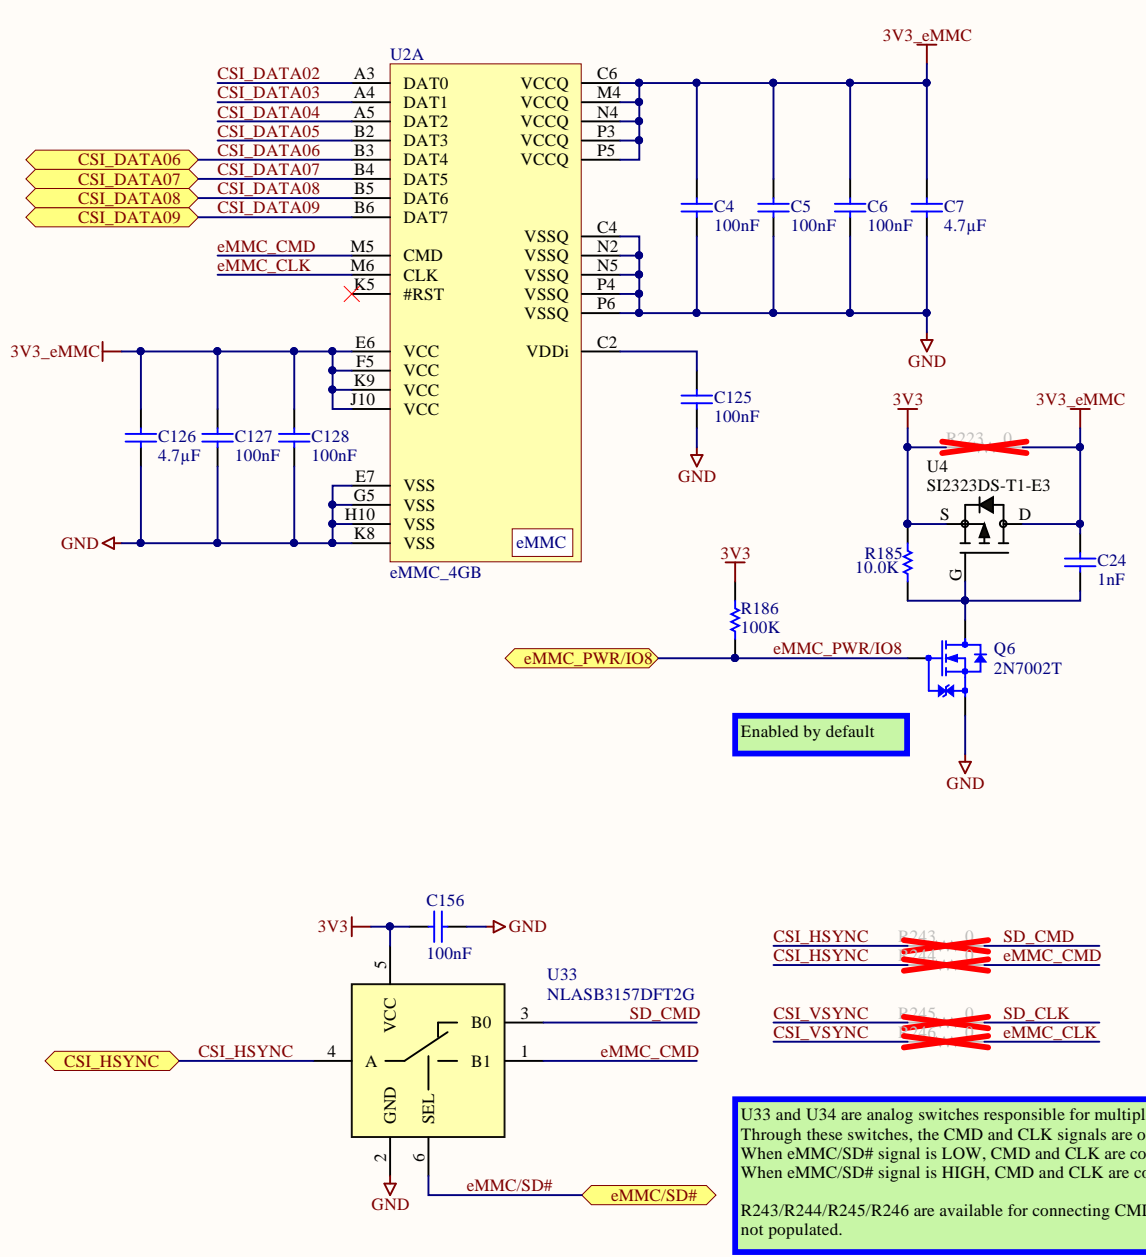 3V3_eMMC
U2A
CSI_DATA02 A3 DAT0 VCCQ C6
CSI_DATA03 A4 DAT1 VCCQ M4
CSI_DATA04 A5 DAT2 VCCQ N4
CSI_DATA05 B2 DAT3 VCCQ P3
CSI_DATA06 CSI_DATA06 B3 DAT4 VCCQ P5
CSI_DATA07 CSI_DATA07 B4 DAT5
CSI_DATA08 CSI_DATA08 B5 DAT6
CSI_DATA09 CSI_DATA09 B6 DAT7
C4 C5 C6 C7
100nF 100nF 100nF 4.7µF
VSSQ C4
eMMC_CMD M5 CMD VSSQ N2
eMMC_CLK M6 CLK VSSQ N5
K5 #RST VSSQ P4
VSSQ P6
GND
3V3_eMMC E6 VCC VDDi C2
F5 VCC
K9 VCC
J10 VCC
C125
100nF
GND
C126 C127 C128
4.7µF 100nF 100nF
E7 VSS
G5 VSS
H10 VSS
GND K8 VSS
eMMC
eMMC_4GB
3V3 3V3_eMMC
R223 0
U4
SI2323DS-T1-E3
S D
G
R185
10.0K
C24
1nF
3V3
R186
100K
eMMC_PWR/IO8 eMMC_PWR/IO8
Q6
2N7002T
Enabled by default
GND
C156
3V3 GND
100nF
5
U33
NLASB3157DFT2G
VCC
B0 3 SD_CMD
CSI_HSYNC CSI_HSYNC 4 A B1 1 eMMC_CMD
GND SEL
2 6
GND
eMMC/SD# eMMC/SD#
CSI_HSYNC R243 0 SD_CMD
CSI_HSYNC 0 eMMC_CMD
CSI_VSYNC R245 0 SD_CLK
CSI_VSYNC 0 eMMC_CLK
U33 and U34 are analog switches responsible for multipl
Through these switches, the CMD and CLK signals are o
When eMMC/SD# signal is LOW, CMD and CLK are co
When eMMC/SD# signal is HIGH, CMD and CLK are co
R243/R244/R245/R246 are available for connecting CM
not populated.